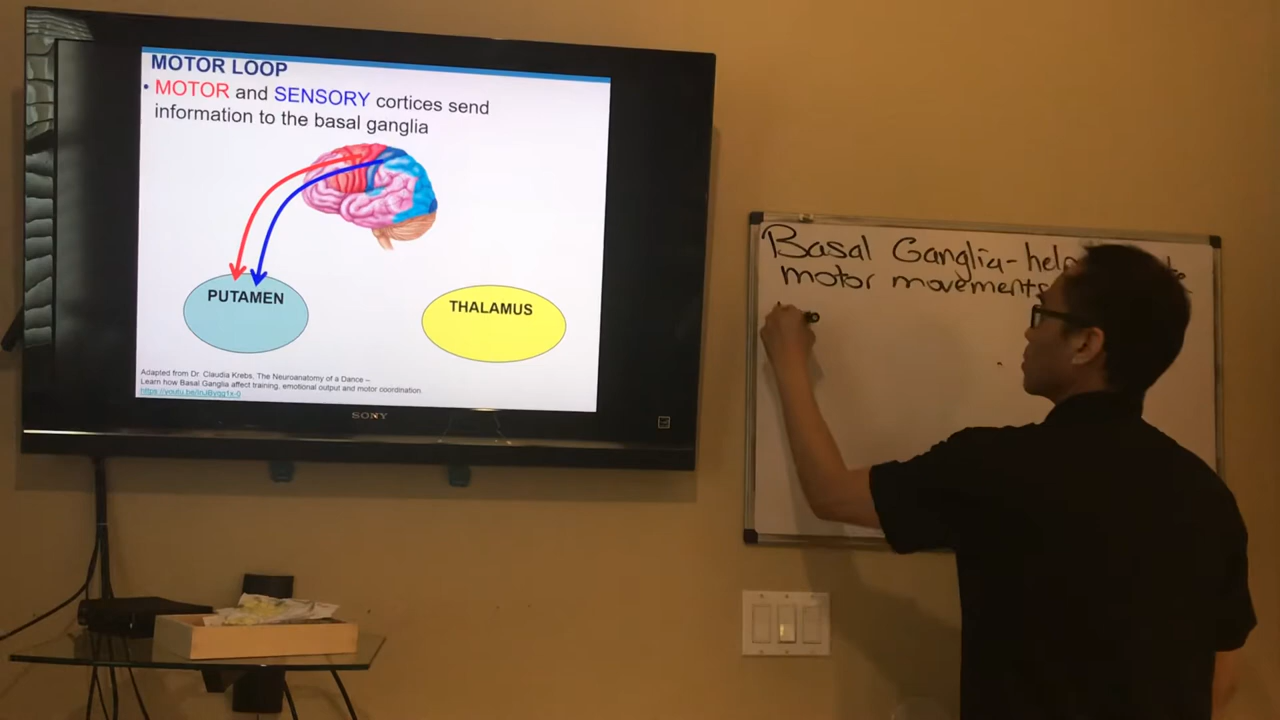 MOTOR LOOP
• MOTOR and SENSORY cortices send
information to the basal ganglia
PUTAMEN
THALAMUS
Adapted from Dr. Claudia Krebs, The Neuroanatomy of a Dance –
Learn how Basal Ganglia affect training, emotional output and motor coordination.
SONY
Basal Ganglia-
motor movements